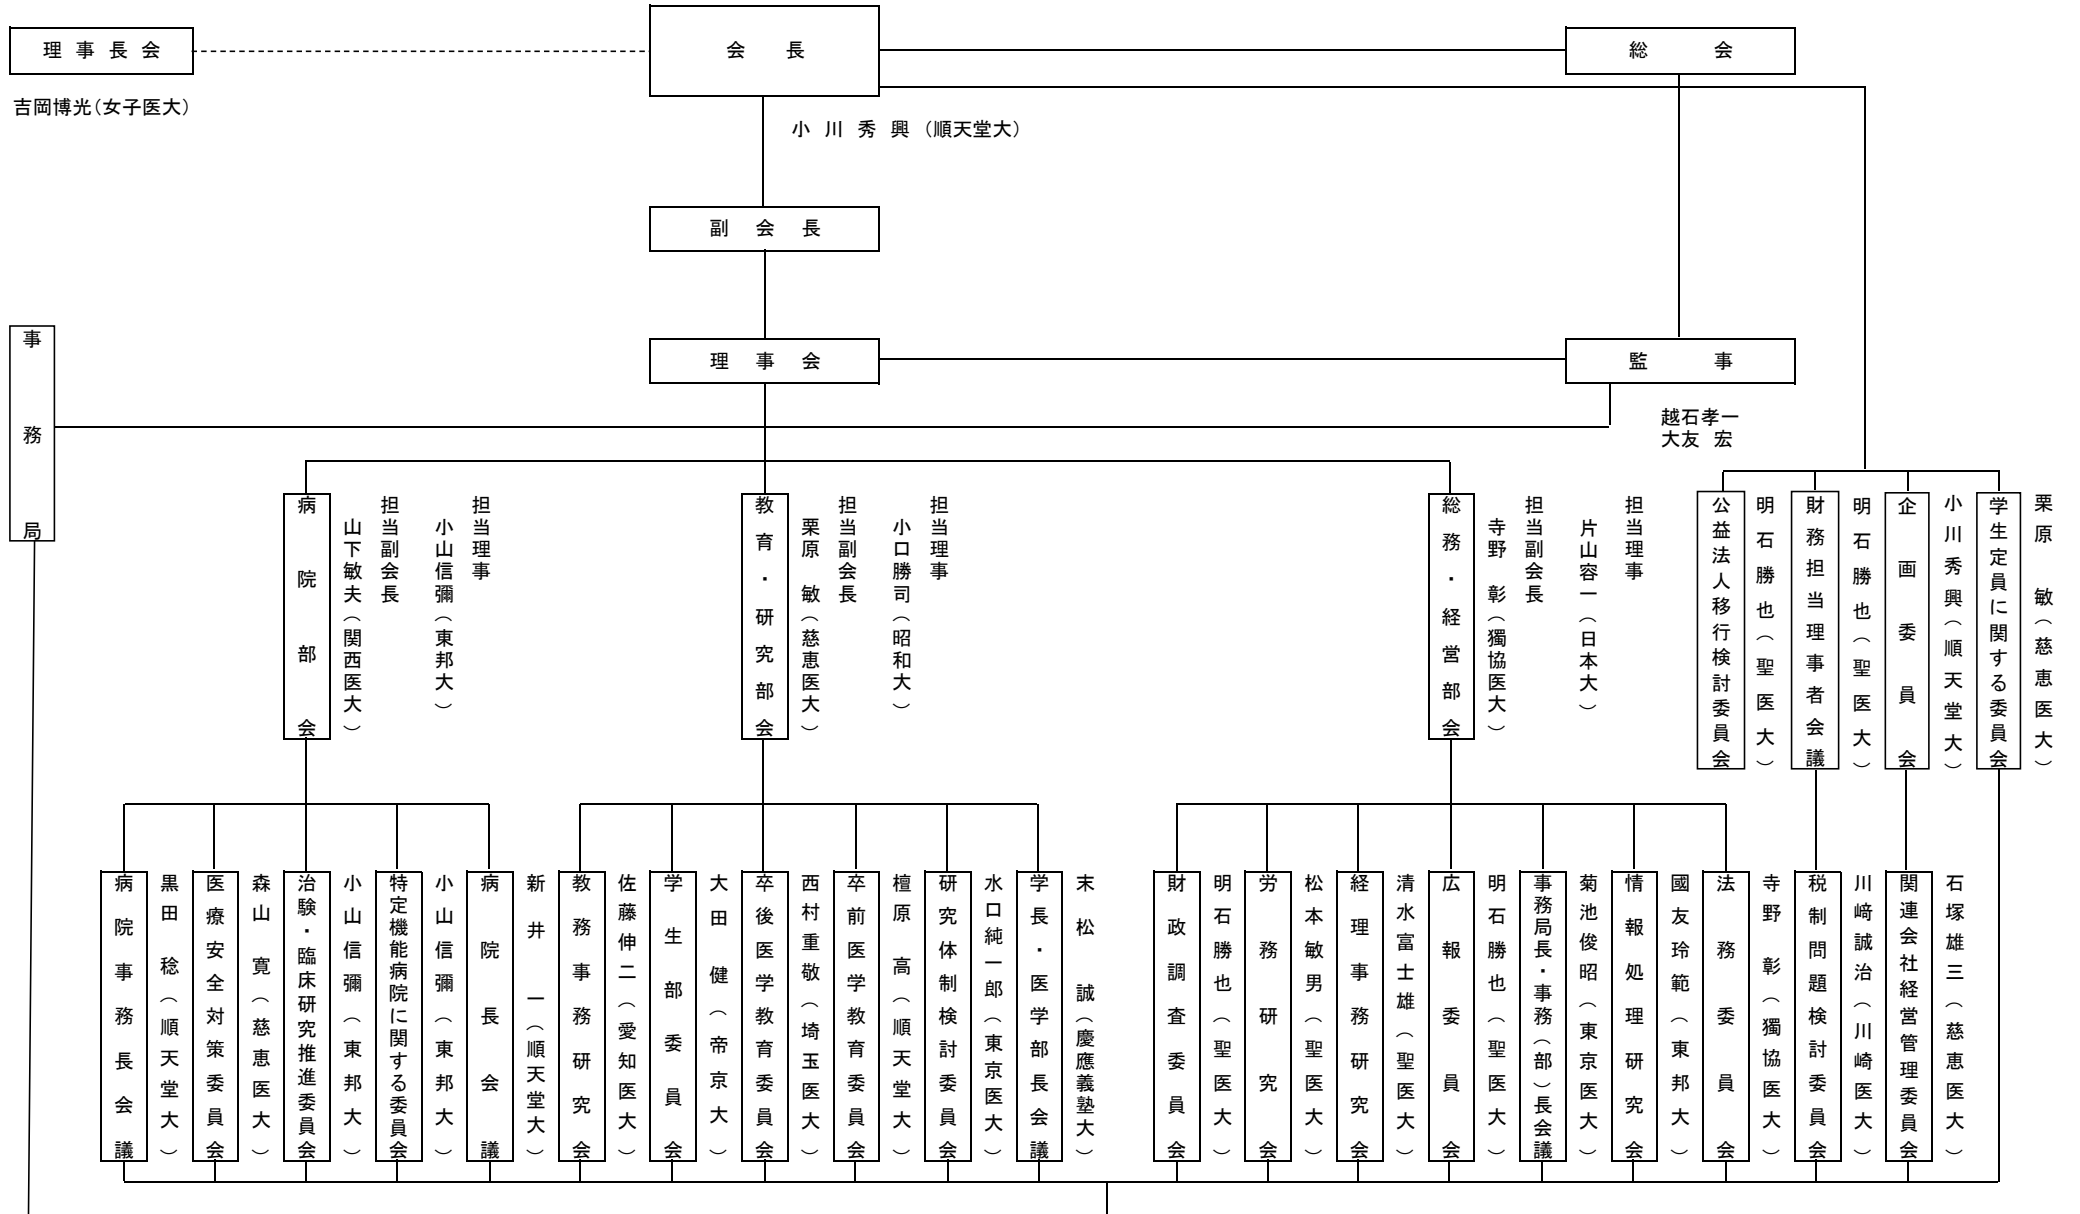 理事長会
会長
総会
吉岡博光(女子医大)
小川秀興(順天堂大)
副会長
理事会
監事
越石孝一
大友 宏
事務局
病院部会
山下敏夫(関西医大)
担当副会長
小山信彌(東邦大)
担当理事
教育・研究部会
栗原 敏(慈恵医大)
担当副会長
小口勝司(昭和大)
担当理事
総務・経営部会
寺野 彰(獨協医大)
担当副会長
片山容一(日本大)
担当理事
公益法人移行検討委員会
明石勝也(聖医大)
財務担当理事者会議
明石勝也(聖医大)
企画委員会
小川秀興(順天堂大)
学生定員に関する委員会
栗原 敏(慈恵医大)
病院事務長会議
黒田 稔(順天堂大)
医療安全対策委員会
森山 寛(慈恵医大)
治験・臨床研究推進委員会
小山信彌(東邦大)
特定機能病院に関する委員会
小山信彌(東邦大)
病院長会議
新井 一(順天堂大)
教務事務研究会
佐藤伸二(愛知医大)
学生部委員会
大田 健(帝京大)
卒後医学教育委員会
西村重敬(埼玉医大)
卒前医学教育委員会
檀原 高(順天堂大)
研究体制検討委員会
水口純一郎(東京医大)
学長・医学部長会議
末松 誠(慶應義塾大)
財政調査委員会
明石勝也(聖医大)
労務研究会
松本敏男(聖医大)
経理事務研究会
清水富士雄(聖医大)
広報委員会
明石勝也(聖医大)
事務局長・事務(部)長会議
菊池俊昭(東京医大)
情報処理研究会
國友玲範(東邦大)
法務委員会
寺野 彰(獨協医大)
税制問題検討委員会
川﨑誠治(川崎医大)
関連会社経営管理委員会
石塚雄三(慈恵医大)